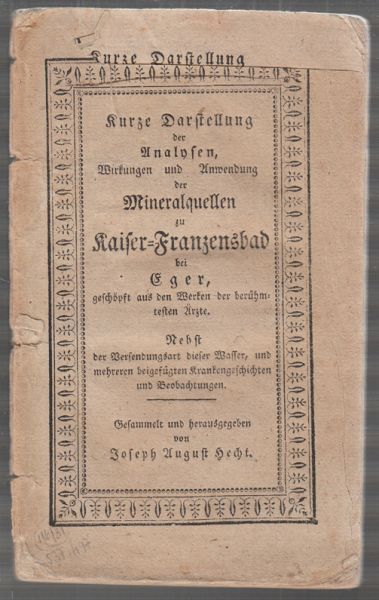 Kurze Darstellung
Kurze Darstellung
der
Analysen,
Wirkungen und Anwendung
der
Mineralquellen
zu
Kaiser=Franzensbad
bei
Eger,
geschöpft aus den Werken der berühm-
testen Ärzte.
Nebst
der Versendungsart dieser Wasser, und
mehreren beigefügten Krankengeschichten
und Beobachtungen.
Gesammelt und herausgegeben
von
Joseph August Hecht.